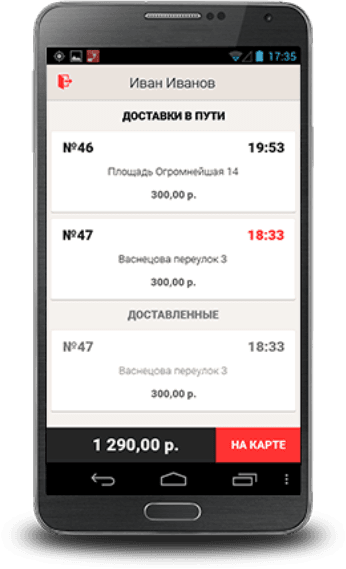 17:35
Иван Иванов
ДОСТАВКИ В ПУТИ
№46 19:53
Площадь Огромнейшая 14
300,00 р.
№47 18:33
Васнецова переулок 3
300,00 р.
ДОСТАВЛЕННЫЕ
№47 18:33
Васнецова переулок 3
300,00 р.
1 290,00 р. НА КАРТЕ